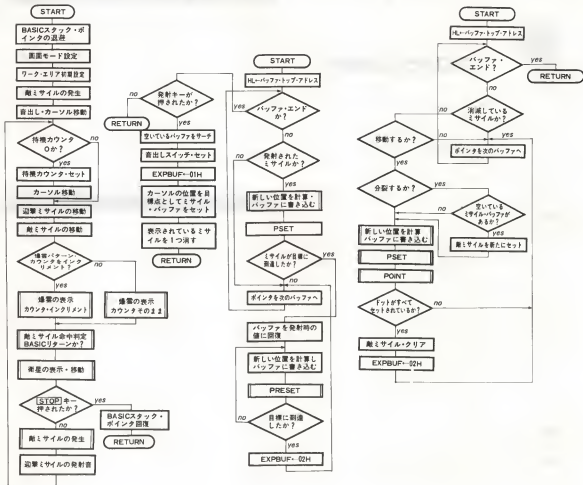 START
BASICスタック・ポ
インタの退避
画面モード設定
ワーク・エリア初期設定
敵ミサイルの発生
音出し・カーソル移動
待機カウンタ
0か?
no
yes
待機カウンタ・セット
カーソル移動
迎撃ミサイルの移動
敵ミサイルの移動
爆雲パターン・
カウンタをインク
リメント?
no
yes
爆雲の表示
カウンタ・インクリメント
爆雲の表示
カウンタそのまま
敵ミサイル命中判定
BASICリターンか?
衛星の表示・移動
STOP キー
押されたか?
yes
no
BASICスタック・
ポインタ回復
RETURN
敵ミサイルの発生
迎撃ミサイルの発射音
発射キーが
押されたか?
no
yes
RETURN
空いているバッファをサーチ
音出しスイッチ・セット
EXPBUF←01H
カーソルの位置を目
標点としてミサイル
・バッファをセット
表示されているミサ
イルを1つ消す
RETURN
START
HL←バッファ・トップ・アドレス
バッファ・エンド
か?
yes
no
発射された
ミサイルか?
no
yes
新しい位置を計算・
バッファに書き込む
PSET
ミサイルが目標に
到達したか?
yes
no
ポインタを次のバッファへ
バッファを発射時の
値に回復
新しい位置を計算し
バッファに書き込む
PRESET
目標に到達
したか?
no
yes
EXPBUF←02H
START
HL←バッファ・トップ・アドレス
バッファ・
エンド?
yes
no
RETURN
消滅している
ミサイルか?
no
yes
ポインタを次のバッファへ
移動するか?
no
yes
分裂するか?
yes
no
空いている
ミサイル・バッファが
あるか?
no
yes
敵ミサイルを新たにセット
新しい位置を計算
バッファに書き込む
PSET
POINT
ドットがすべて
セットされているか?
no
yes
敵ミサイル・クリア
EXPBUF←02H